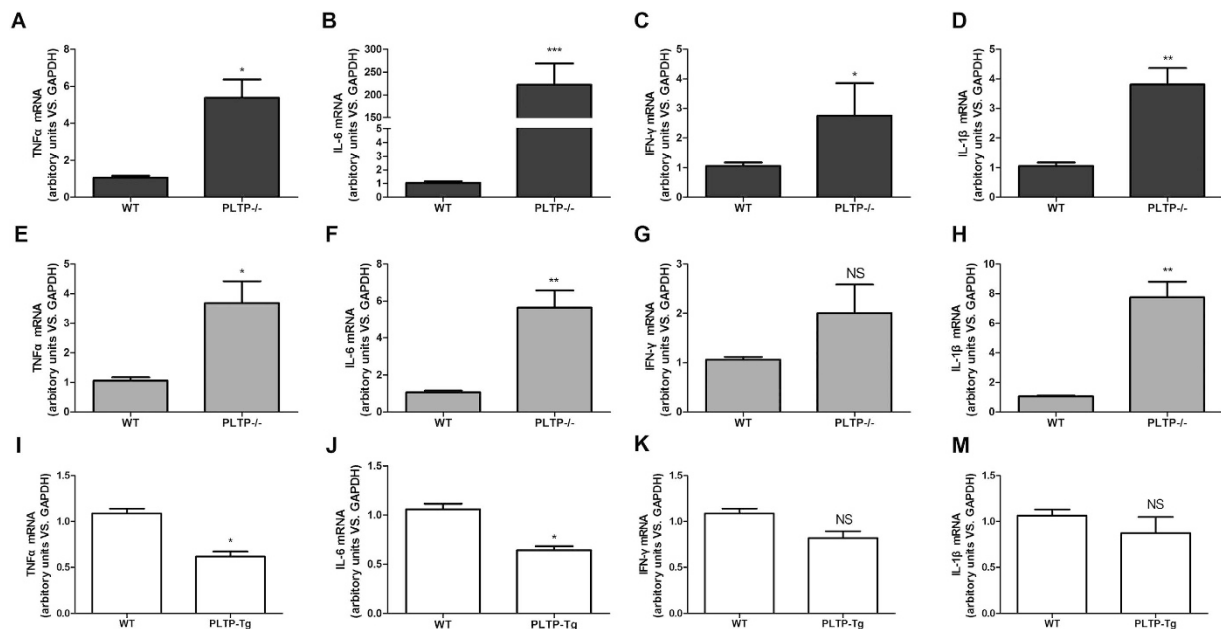 A
TNFα mRNA
(arbitory units VS. GAPDH)
8
6
4
2
0
*
WT
PLTP-/-
B
IL-6 mRNA
(arbitory units VS. GAPDH)
300
250
200
150
5
4
3
2
1
0
***
WT
PLTP-/-
C
IFN-γ mRNA
(arbitory units VS. GAPDH)
5
4
3
2
1
0
*
WT
PLTP-/-
D
IL-1β mRNA
(arbitory units VS. GAPDH)
5
4
3
2
1
0
**
WT
PLTP-/-
E
TNFα mRNA
(arbitory units VS. GAPDH)
5
4
3
2
1
0
*
WT
PLTP-/-
F
IL-6 mRNA
(arbitory units VS. GAPDH)
8
6
4
2
0
**
WT
PLTP-/-
G
IFN-γ mRNA
(arbitory units VS. GAPDH)
3
2
1
0
NS
WT
PLTP-/-
H
IL-1β mRNA
(arbitory units VS. GAPDH)
10
8
6
4
2
0
**
WT
PLTP-/-
I
TNFα mRNA
(arbitory units VS. GAPDH)
1.5
1.0
0.5
0.0
*
WT
PLTP-Tg
J
IL-6 mRNA
(arbitory units VS. GAPDH)
1.5
1.0
0.5
0.0
*
WT
PLTP-Tg
K
IFN-γ mRNA
(arbitory units VS. GAPDH)
1.5
1.0
0.5
0.0
NS
WT
PLTP-Tg
M
IL-1β mRNA
(arbitory units VS. GAPDH)
1.5
1.0
0.5
0.0
NS
WT
PLTP-Tg